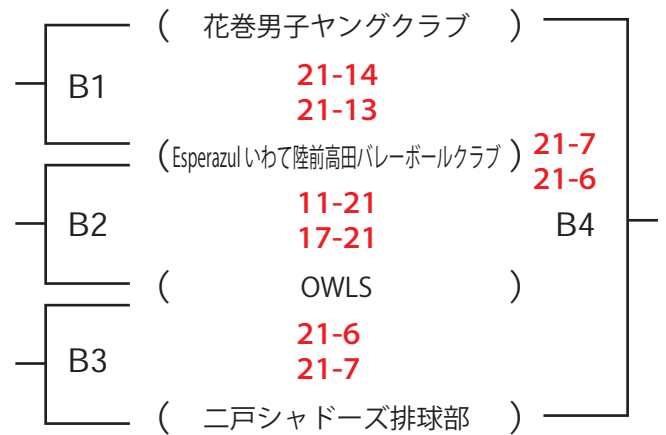 ( 花巻男子ヤングクラブ )
B1
21-14
21-13
( Esperazul いわて陸前高田バレーボールクラブ )
21-7
21-6
B2
11-21
17-21
B4
( OWLS )
B3
21-6
21-7
( 二戸シャドーズ排球部 )